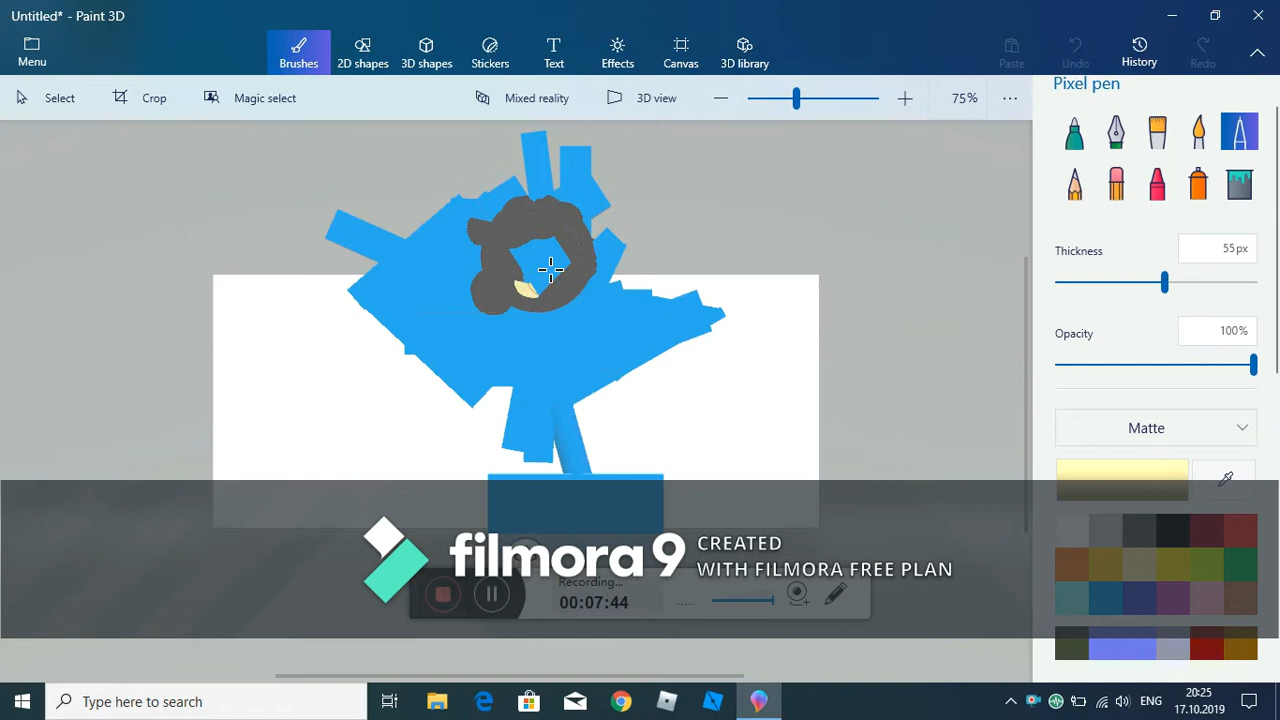 Untitled* - Paint 3D
Menu
Brushes
2D shapes
3D shapes
Stickers
Text
Effects
Canvas
3D library
Paste
Undo
History
Redo
Select
Crop
Magic select
Mixed reality
3D view
75%
Pixel pen
Thickness
55px
Opacity
100%
Matte
filmora9 CREATED
WITH FILMORA FREE PLAN
Recording...
00:07:44
Type here to search
ENG
20:25
17.10.2019